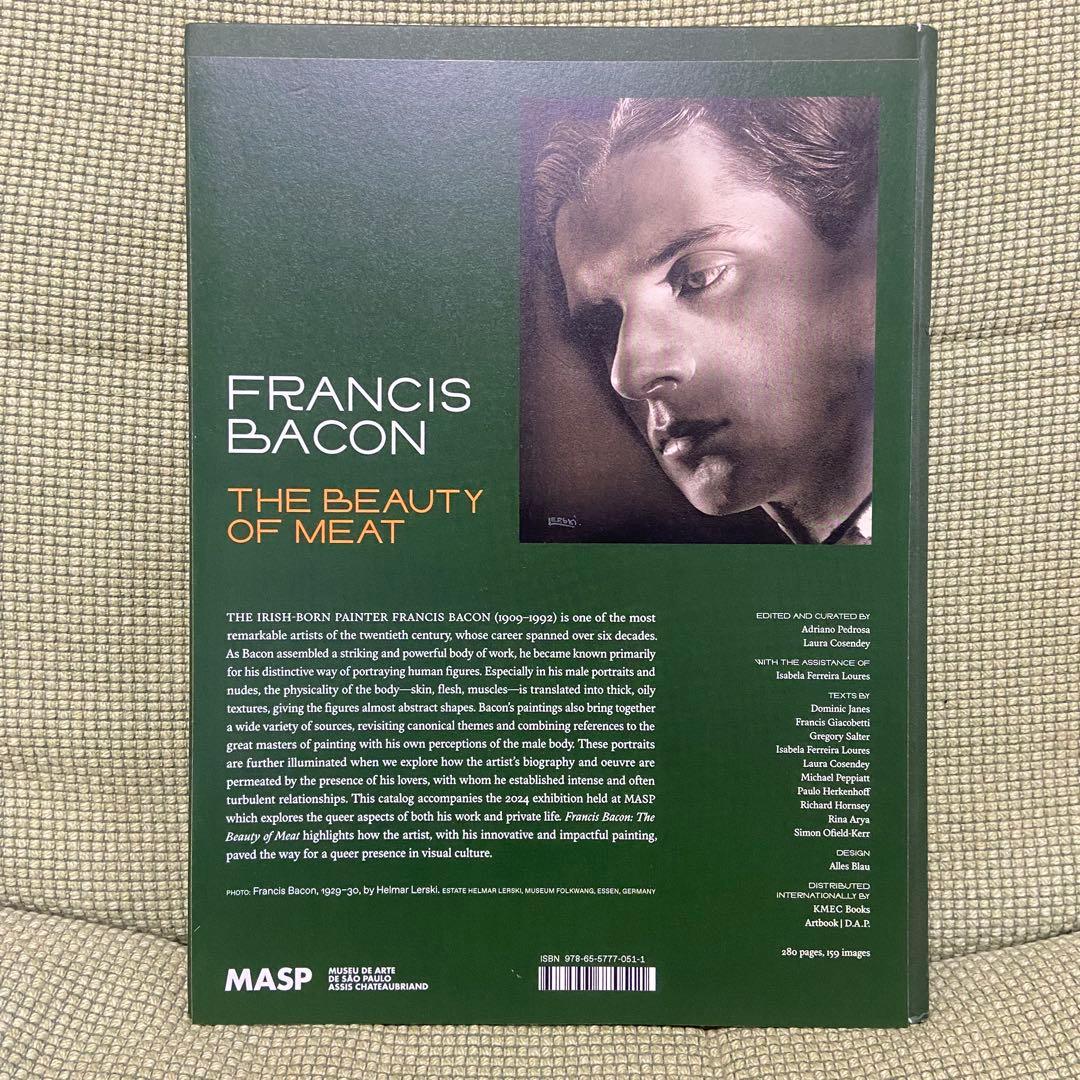 LERSKI.
FRANCIS
BACON
THE BEAUTY
OF MEAT
THE IRISH-BORN PAINTER FRANCIS BACON (1909–1992) is one of the most
remarkable artists of the twentieth century, whose career spanned over six decades.
As Bacon assembled a striking and powerful body of work, he became known primarily
for his distinctive way of portraying human figures. Especially in his male portraits and
nudes, the physicality of the body—skin, flesh, muscles—is translated into thick, oily
textures, giving the figures almost abstract shapes. Bacon's paintings also bring together
a wide variety of sources, revisiting canonical themes and combining references to the
great masters of painting with his own perceptions of the male body. These portraits
are further illuminated when we explore how the artist's biography and oeuvre are
permeated by the presence of his lovers, with whom he established intense and often
turbulent relationships. This catalog accompanies the 2024 exhibition held at MASP
which explores the queer aspects of both his work and private life. Francis Bacon: The
Beauty of Meat highlights how the artist, with his innovative and impactful painting,
paved the way for a queer presence in visual culture.
PHOTO: Francis Bacon, 1929–30, by Helmar Lerski. ESTATE HELMAR LERSKI, MUSEUM FOLKWANG, ESSEN, GERMANY
EDITED AND CURATED BY
Adriano Pedrosa
Laura Cosendey
WITH THE ASSISTANCE OF
Isabela Ferreira Loures
TEXTS BY
Dominic Janes
Francis Giacobetti
Gregory Salter
Isabela Ferreira Loures
Laura Cosendey
Michael Peppiatt
Paulo Herkenhoff
Richard Hornsey
Rina Arya
Simon Ofield-Kerr
DESIGN
Alles Blau
DISTRIBUTED
INTERNATIONALLY BY
KMEC Books
Artbook | D.A.P.
280 pages, 159 images
MASP
MUSEU DE ARTE
DE SÃO PAULO
ASSIS CHATEAUBRIAND
ISBN 978-65-5777-051-1